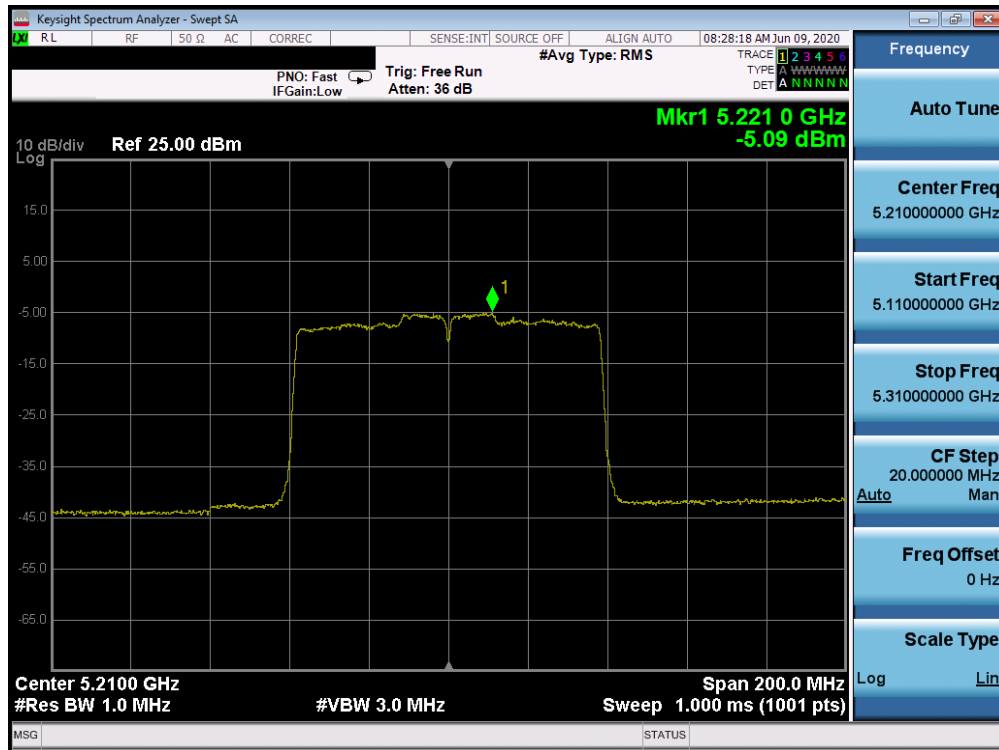 Keysight Spectrum Analyzer - Swept SA
LXI RL RF 50 Ω AC CORREC SENSE:INT SOURCE OFF ALIGN AUTO 08:28:18 AM Jun 09, 2020
#Avg Type: RMS
TRACE 1 2 3 4 5 6
TYPE A WWWWW
DET A N N N N N
PNO: Fast
IFGain:Low
Trig: Free Run
Atten: 36 dB
Mkr1 5.221 0 GHz
-5.09 dBm
10 dB/div
Log
Ref 25.00 dBm
15.0
5.00
-5.00
-15.0
-25.0
-35.0
-45.0
-55.0
-65.0
1
Center 5.2100 GHz
Span 200.0 MHz
#Res BW 1.0 MHz
#VBW 3.0 MHz
Sweep 1.000 ms (1001 pts)
MSG
STATUS
Frequency
Auto Tune
Center Freq
5.210000000 GHz
Start Freq
5.110000000 GHz
Stop Freq
5.310000000 GHz
CF Step
20.000000 MHz
Auto Man
Freq Offset
0 Hz
Scale Type
Log Lin